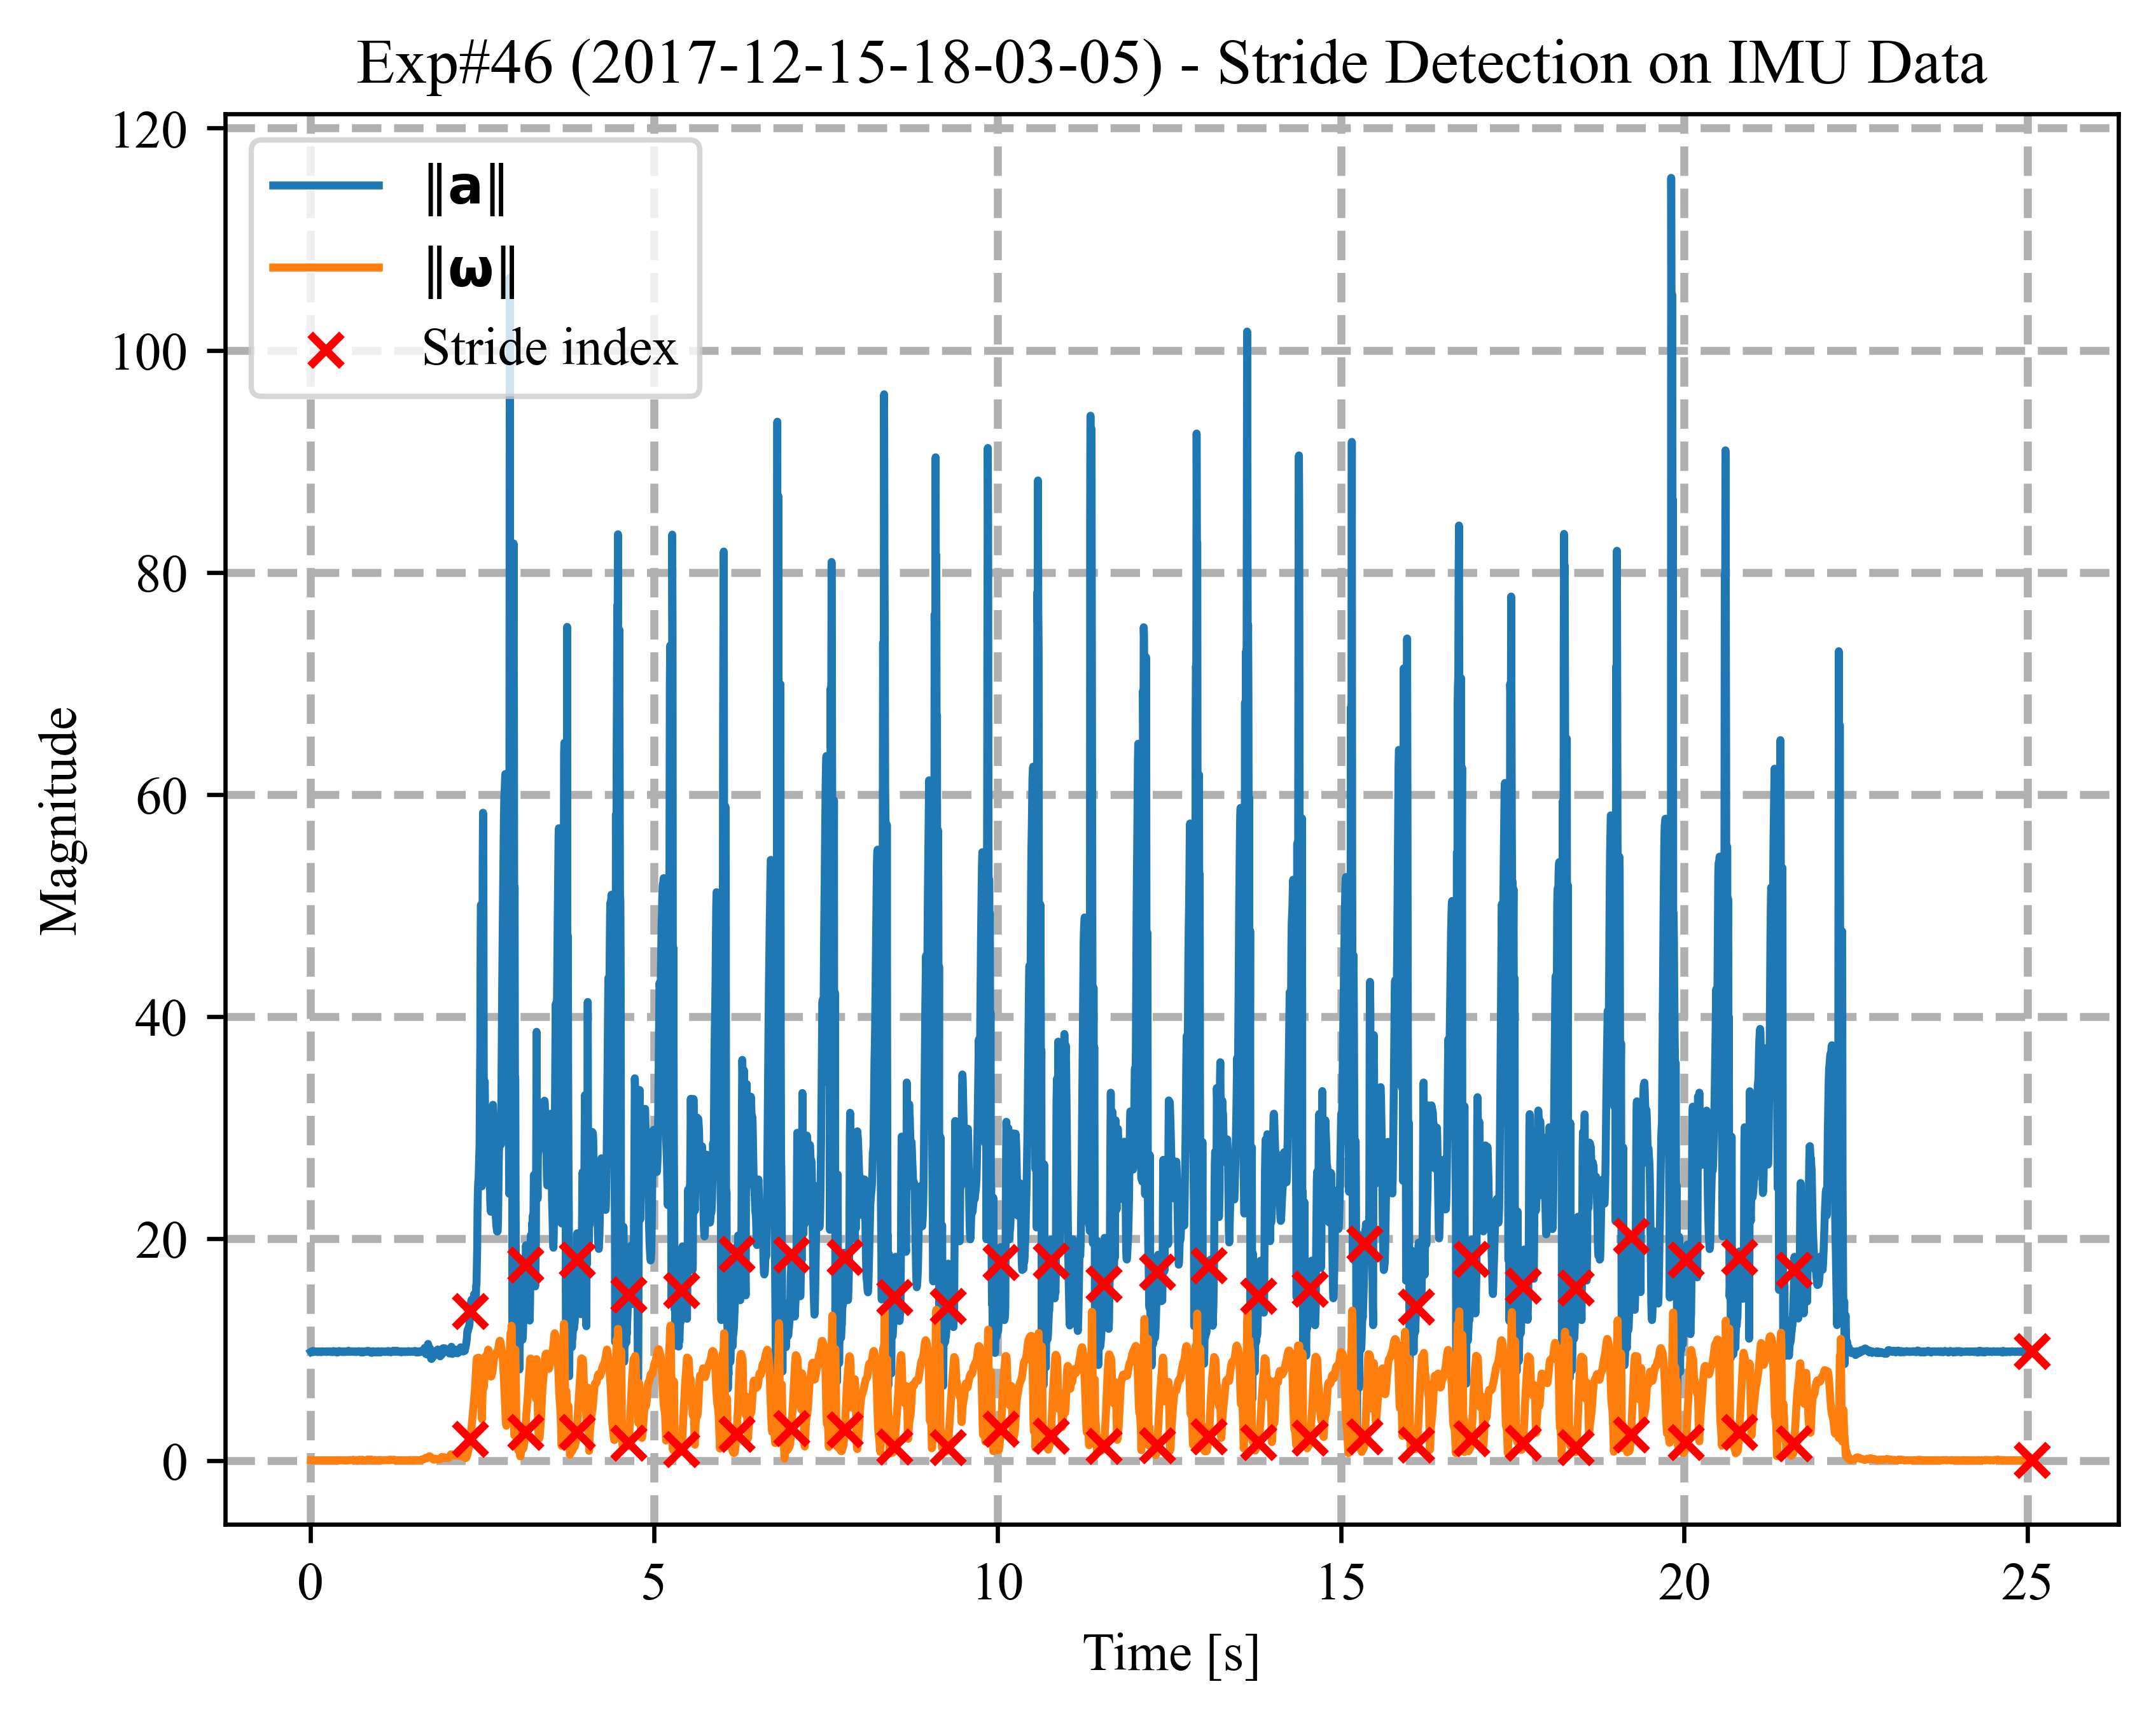 Exp#46 (2017-12-15-18-03-05) - Stride Detection on IMU Data
120
100
80
60
40
20
0
Magnitude
‖a‖
‖ω‖
Stride index
0 5 10 15 20 25
Time [s]